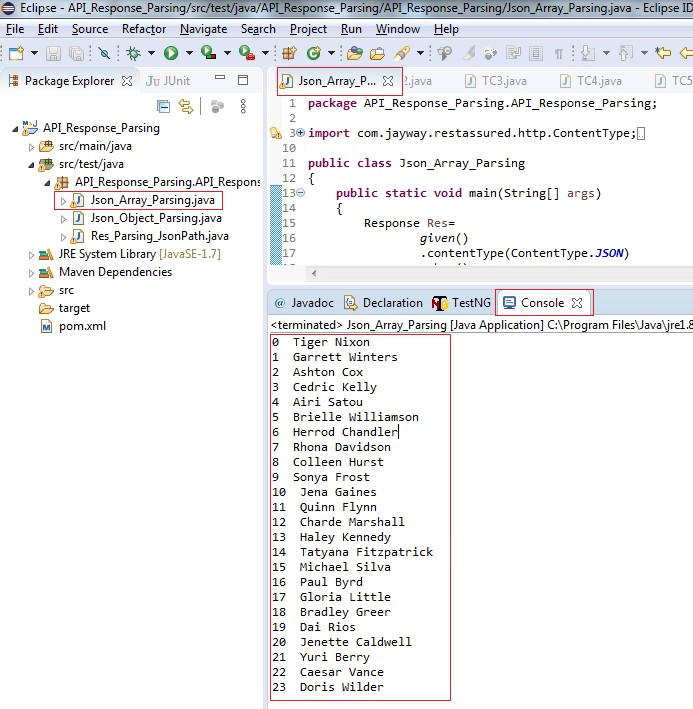 Eclipse - API_Response_Parsing/src/test/java/API_Response_Parsing/API_Response_Parsing/Json_Array_Parsing.java - Eclipse IDE
File Edit Source Refactor Navigate Search Project Run Window Help
Package Explorer JUnit
API_Response_Parsing
src/main/java
src/test/java
API_Response_Parsing.API_Respons
Json_Array_Parsing.java
Json_Object_Parsing.java
Res_Parsing_JsonPath.java
JRE System Library [JavaSE-1.7]
Maven Dependencies
src
target
pom.xml
Json_Array_P... 2.java TC3.java TC4.java TC5
1 package API_Response_Parsing.API_Response_Parsing;
2
3 import com.jayway.restassured.http.ContentType;
10
11 public class Json_Array_Parsing
12 {
13 public static void main(String[] args)
14 {
15 Response Res=
16 given()
17 .contentType(ContentType.JSON)
@ Javadoc Declaration TestNG Console
<terminated> Json_Array_Parsing [Java Application] C:\Program Files\Java\jre1.8
0 Tiger Nixon
1 Garrett Winters
2 Ashton Cox
3 Cedric Kelly
4 Airi Satou
5 Brielle Williamson
6 Herrod Chandler
7 Rhona Davidson
8 Colleen Hurst
9 Sonya Frost
10 Jena Gaines
11 Quinn Flynn
12 Charde Marshall
13 Haley Kennedy
14 Tatyana Fitzpatrick
15 Michael Silva
16 Paul Byrd
17 Gloria Little
18 Bradley Greer
19 Dai Rios
20 Jenette Caldwell
21 Yuri Berry
22 Caesar Vance
23 Doris Wilder